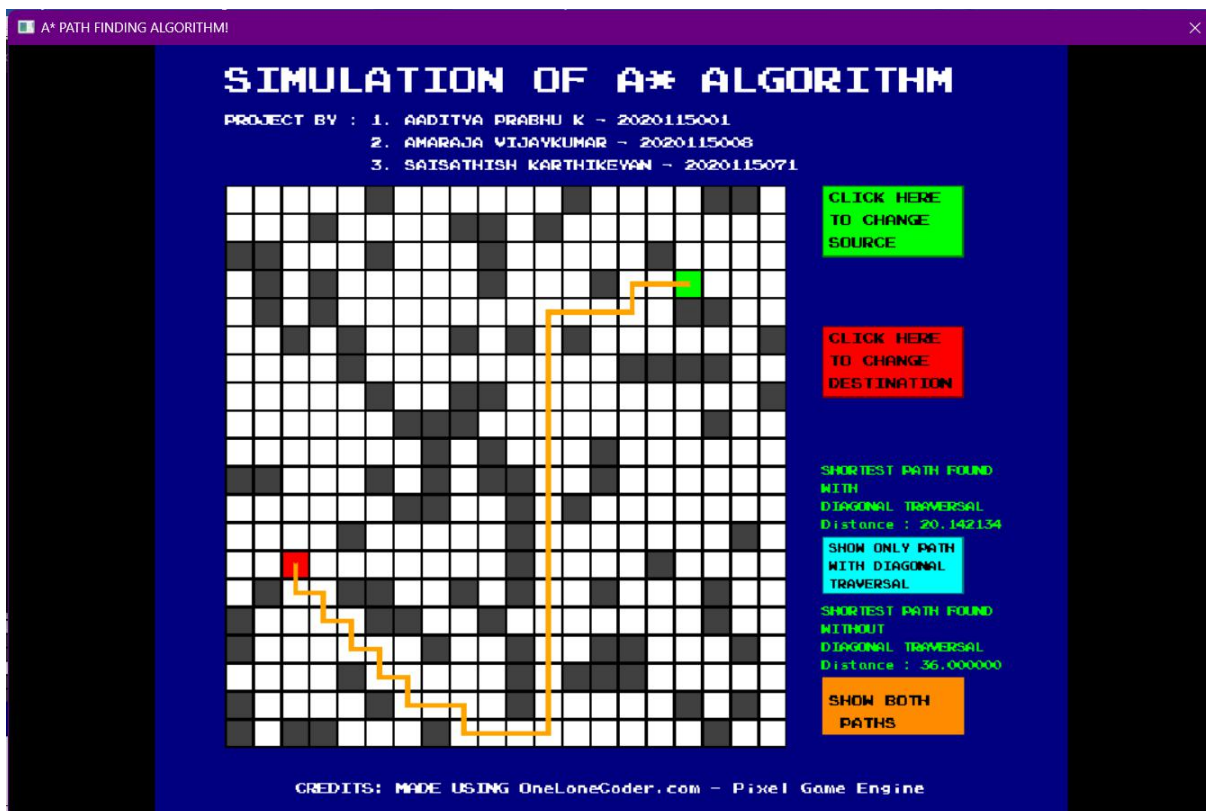 A* PATH FINDING ALGORITHM!
SIMULATION OF A* ALGORITHM
PROJECT BY : 1. AADITYA PRABHU K - 2020115001
2. AMARAJA VIJAYKUMAR - 2020115008
3. SAISATHISH KARTHIKEYAN - 2020115071
CLICK HERE
TO CHANGE
SOURCE
CLICK HERE
TO CHANGE
DESTINATION
SHORTEST PATH FOUND
WITH
DIAGONAL TRAVERSAL
Distance : 20.142134
SHOW ONLY PATH
WITH DIAGONAL
TRAVERSAL
SHORTEST PATH FOUND
WITHOUT
DIAGONAL TRAVERSAL
Distance : 36.000000
SHOW BOTH
PATHS
CREDITS: MADE USING OneLoneCoder.com - Pixel Game Engine